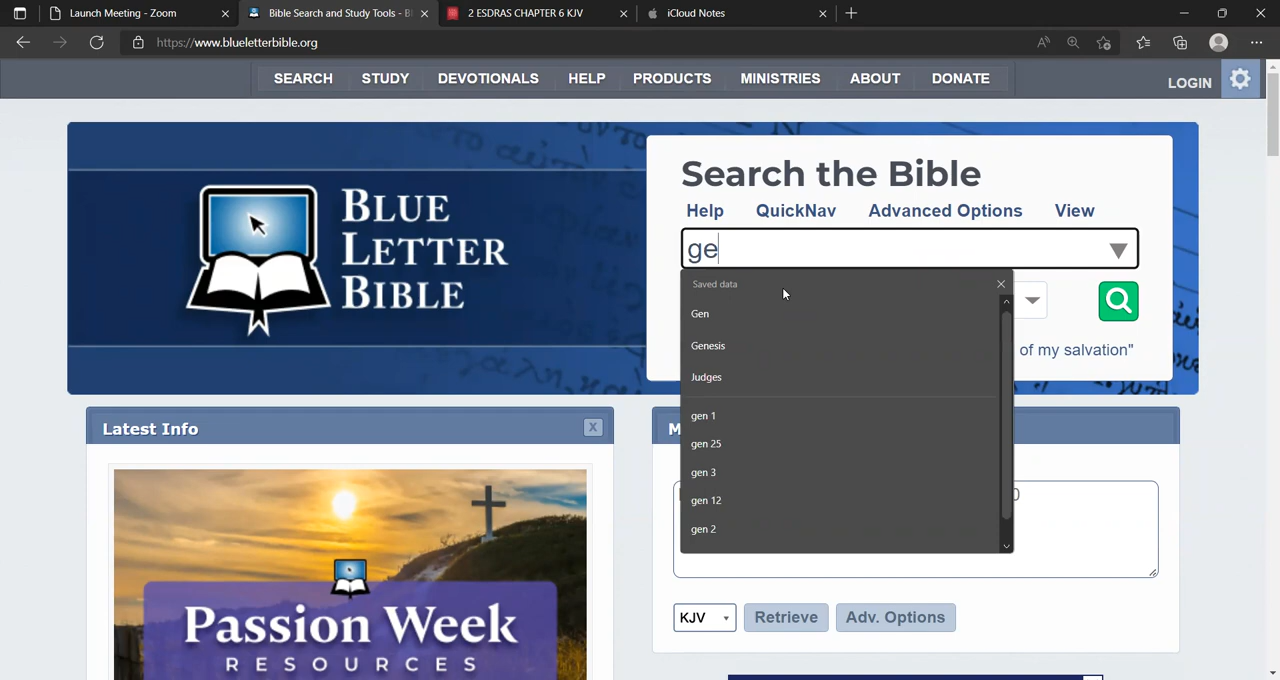 Launch Meeting - Zoom
Bible Search and Study Tools - Bl
2 ESDRAS CHAPTER 6 KJV
iCloud Notes
https://www.blueletterbible.org
SEARCH STUDY DEVOTIONALS HELP PRODUCTS MINISTRIES ABOUT DONATE
LOGIN
BLUE
LETTER
BIBLE
Search the Bible
Help QuickNav Advanced Options View
ge
Saved data
Gen
Genesis
Judges
gen 1
gen 25
gen 3
gen 12
gen 2
of my salvation"
Latest Info
X
M
Passion Week
RESOURCES
KJV Retrieve Adv. Options